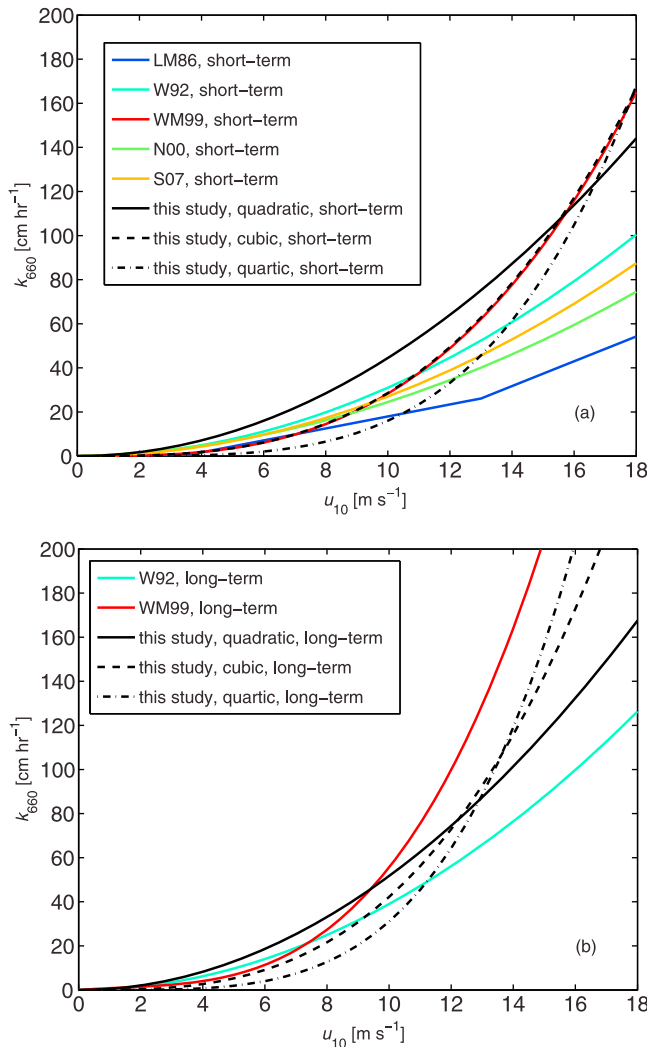 200
180
160
140
120
100
80
60
40
20
0
k660 [cm hr−1]
LM86, short−term
W92, short−term
WM99, short−term
N00, short−term
S07, short−term
this study, quadratic, short−term
this study, cubic, short−term
this study, quartic, short−term
(a)
0 2 4 6 8 10 12 14 16 18
u10 [m s−1]
200
180
160
140
120
100
80
60
40
20
0
k660 [cm hr−1]
W92, long−term
WM99, long−term
this study, quadratic, long−term
this study, cubic, long−term
this study, quartic, long−term
(b)
0 2 4 6 8 10 12 14 16 18
u10 [m s−1]